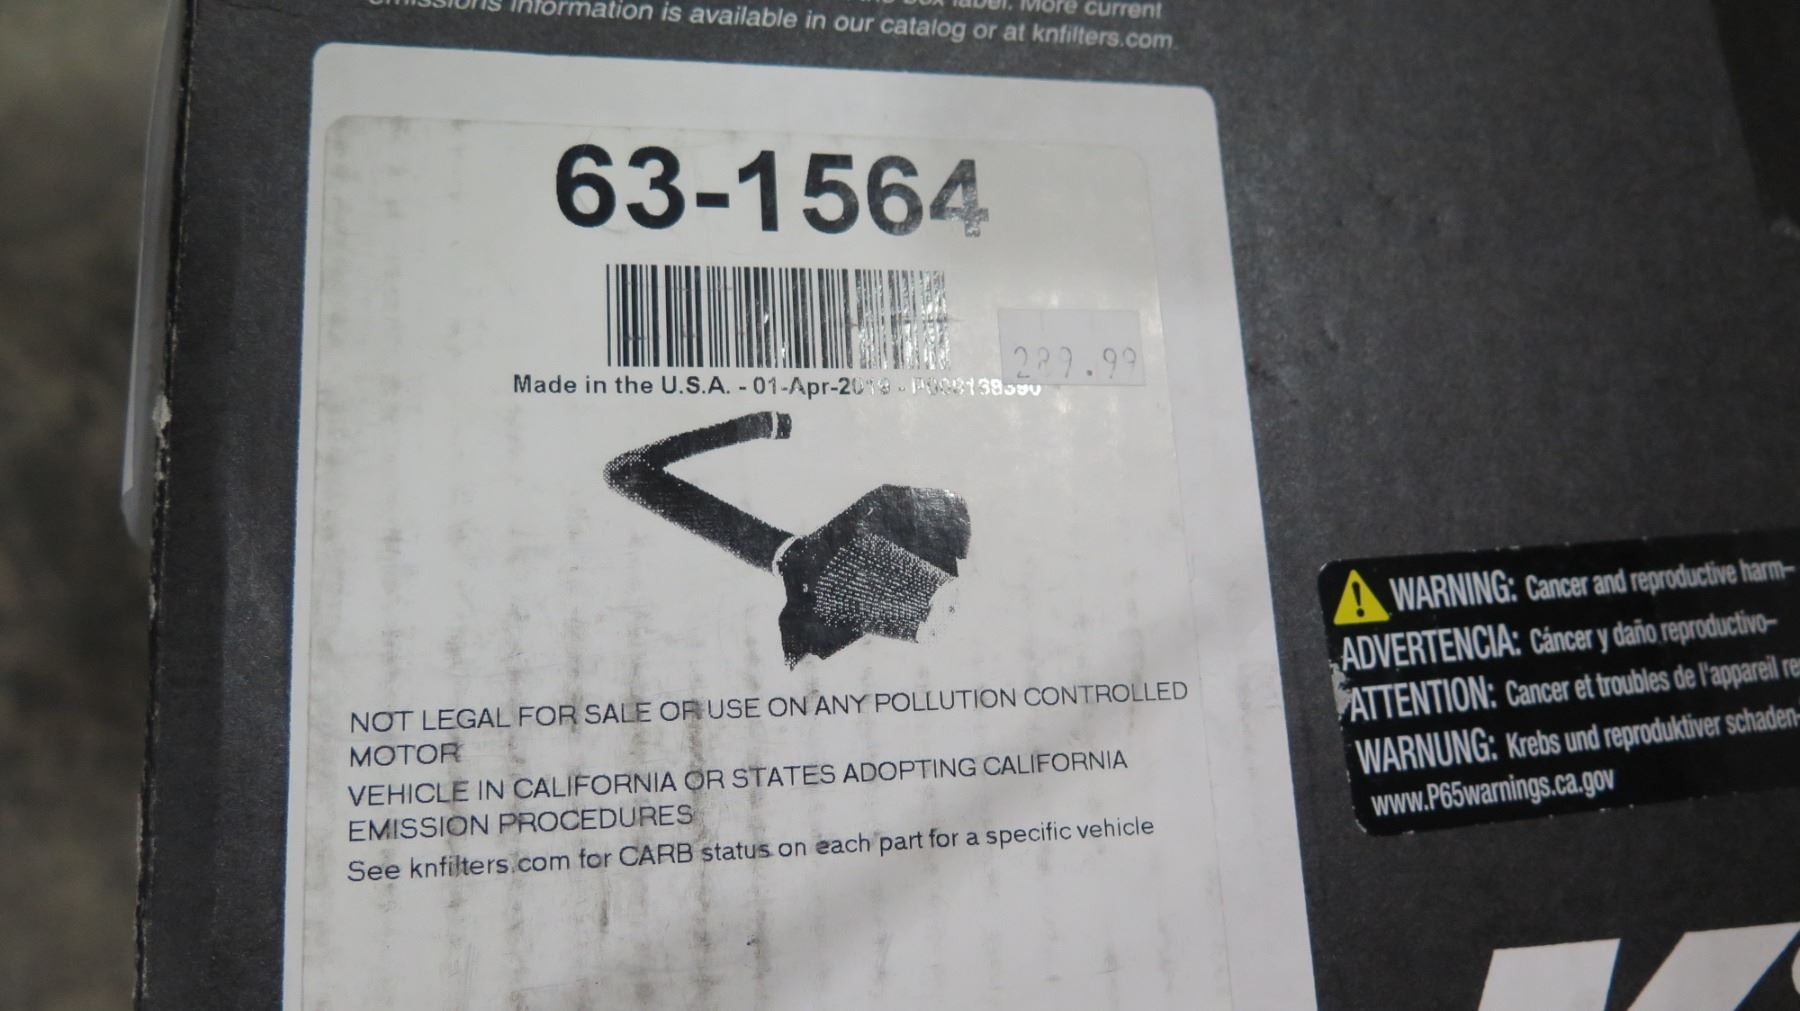 box label. More current
emissions information is available in our catalog or at knfilters.com.
63-1564
289.99
Made in the U.S.A. - 01-Apr-2019 -
NOT LEGAL FOR SALE OR USE ON ANY POLLUTION CONTROLLED
MOTOR
VEHICLE IN CALIFORNIA OR STATES ADOPTING CALIFORNIA
EMISSION PROCEDURES
See knfilters.com for CARB status on each part for a specific vehicle
WARNING: Cancer and reproductive harm-
ADVERTENCIA: Cáncer y daño reproductivo-
ATTENTION: Cancer et troubles de l'appareil
WARNUNG: Krebs und reproduktiver schaden-
www.P65warnings.ca.gov